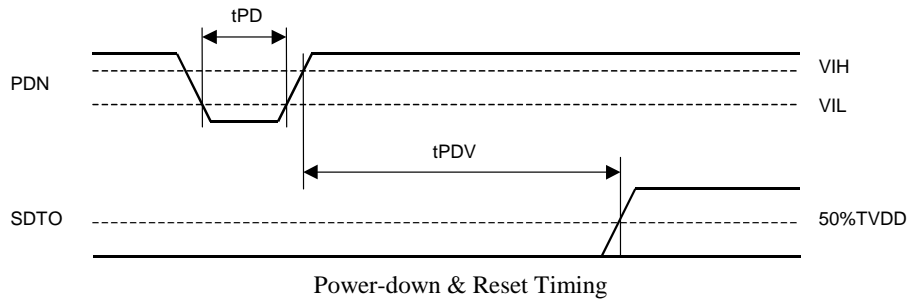 tPD
PDN
VIH
VIL
tPDV
SDTO
50%TVDD
Power-down & Reset Timing